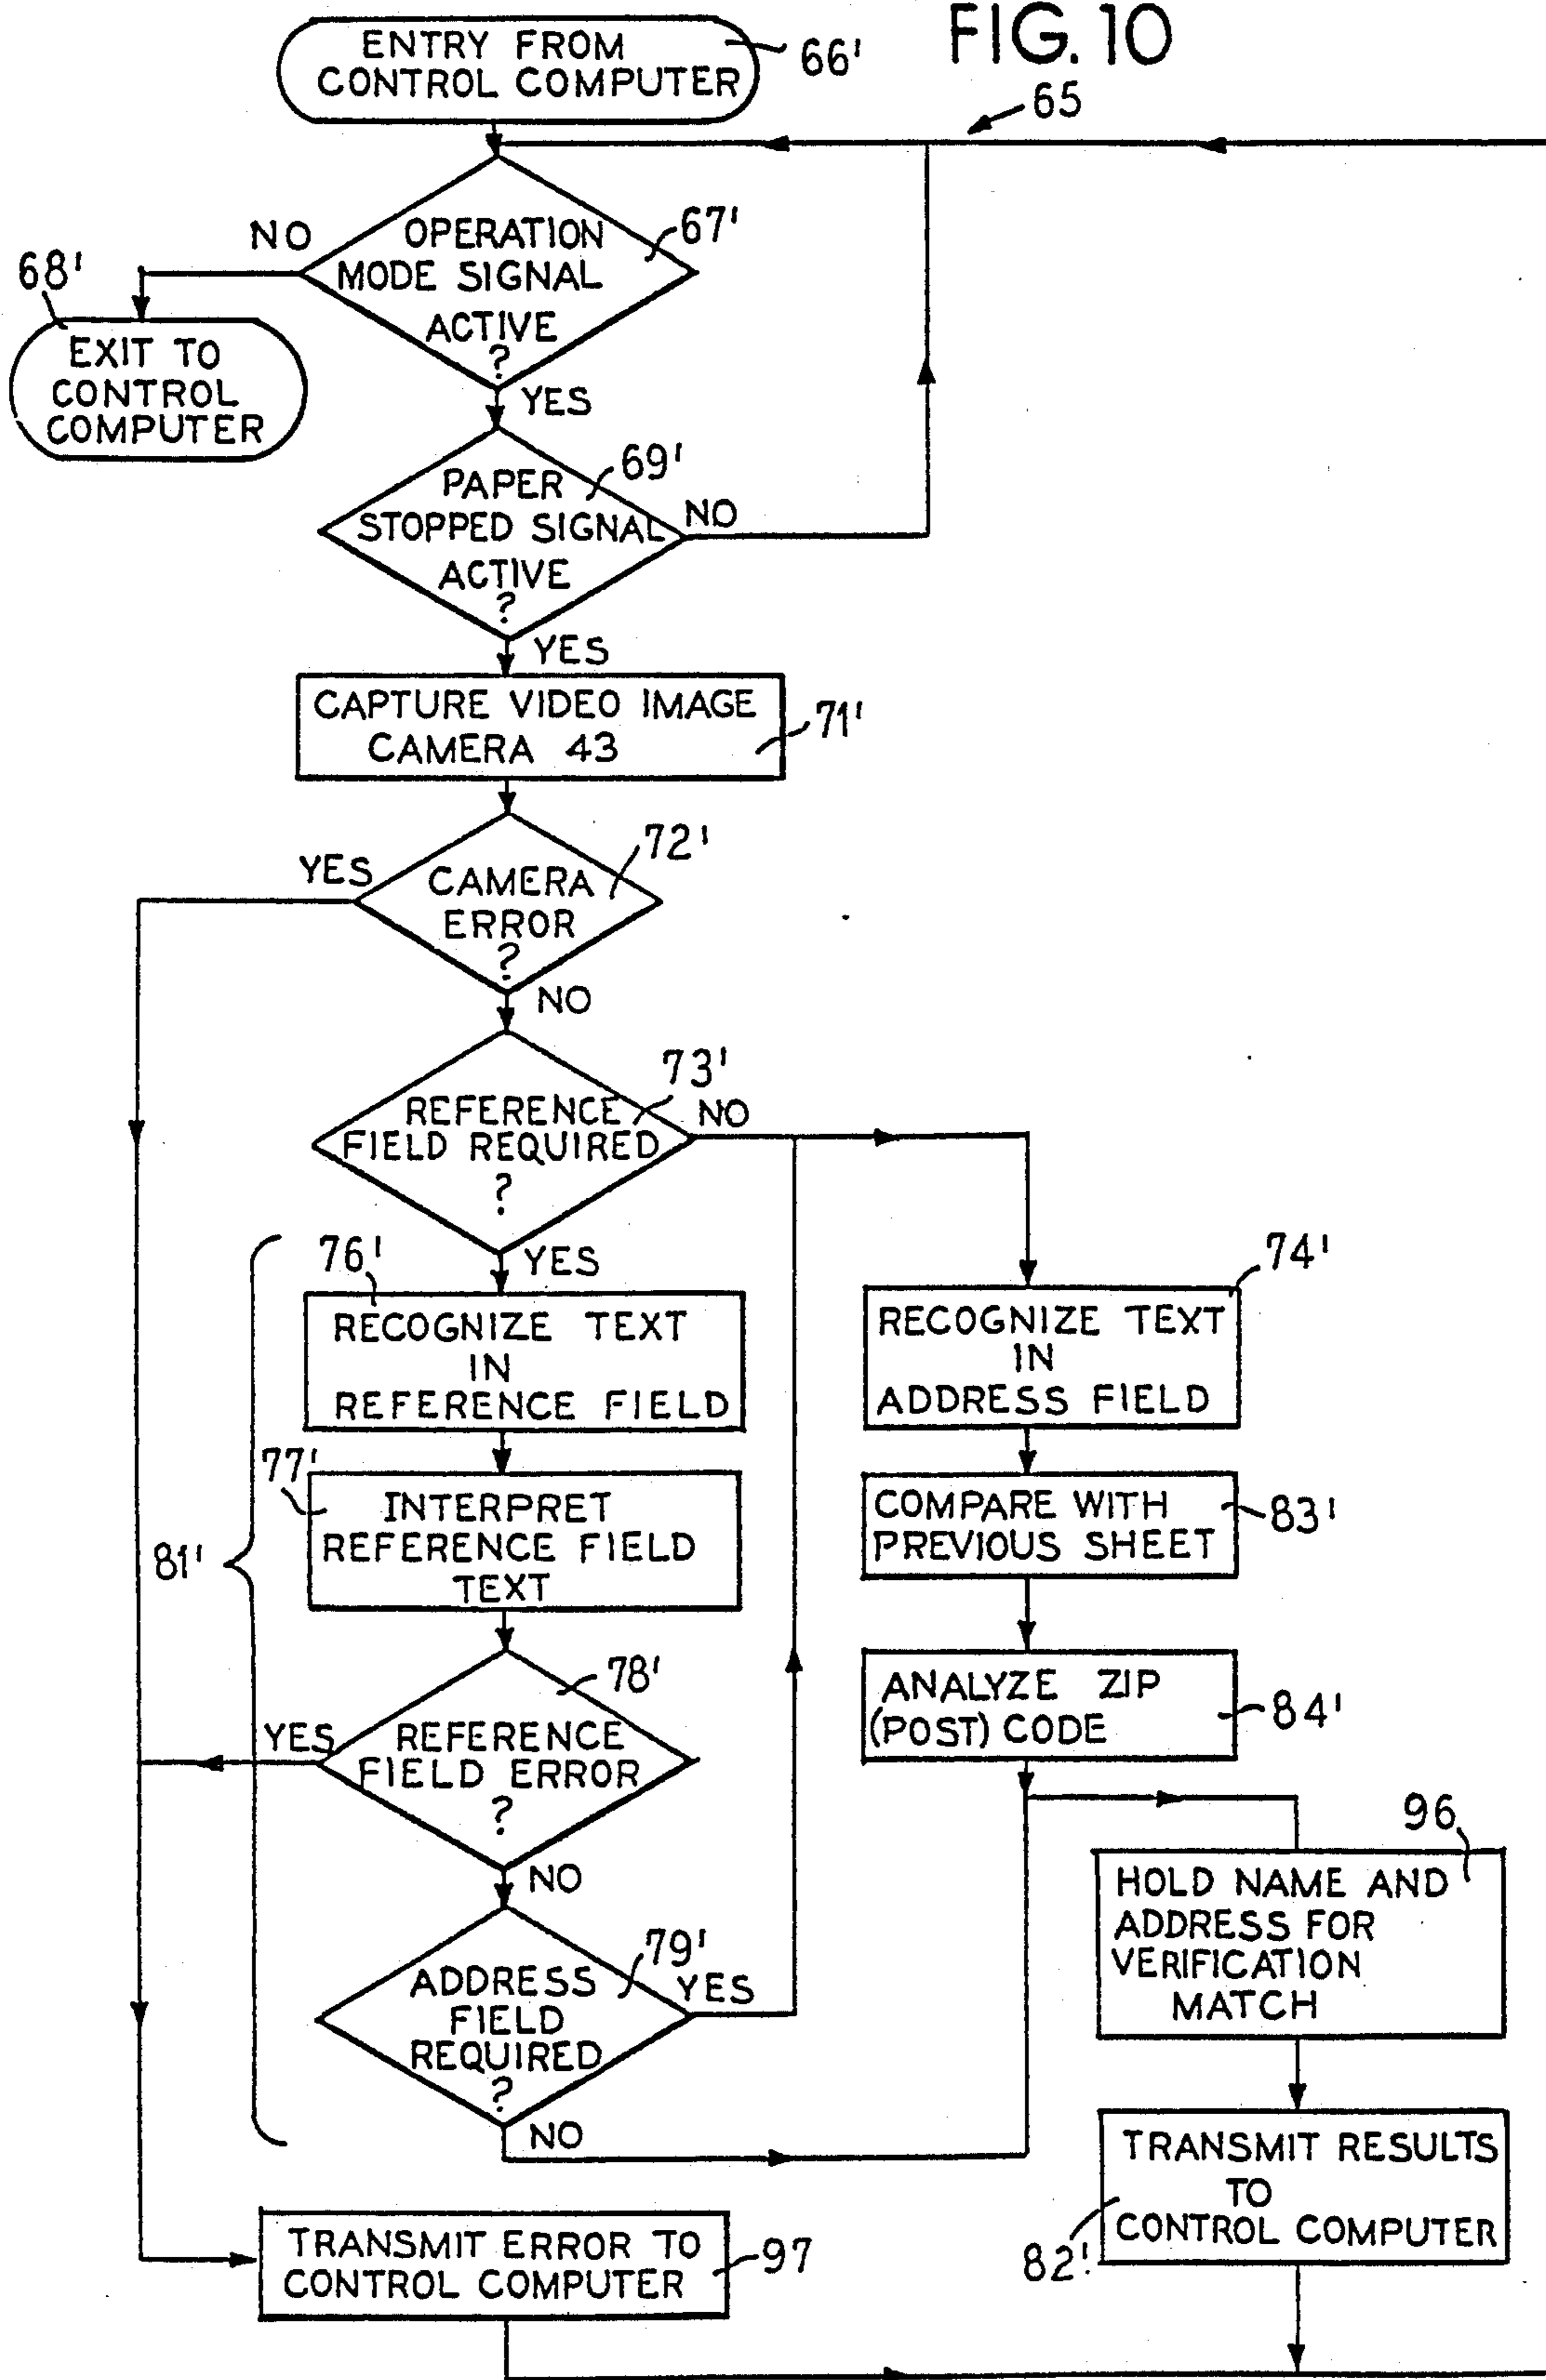 FIG. 10
ENTRY FROM
CONTROL COMPUTER
66'
65
NO
OPERATION
MODE SIGNAL
ACTIVE
?
67'
68'
EXIT TO
CONTROL
COMPUTER
YES
PAPER
STOPPED SIGNAL
ACTIVE
?
69'
NO
YES
CAPTURE VIDEO IMAGE
CAMERA 43
71'
YES
CAMERA
ERROR
?
72'
NO
REFERENCE
FIELD REQUIRED
?
73'
NO
YES
76'
RECOGNIZE TEXT
IN
REFERENCE FIELD
74'
RECOGNIZE TEXT
IN
ADDRESS FIELD
77'
INTERPRET
REFERENCE FIELD
TEXT
81'
COMPARE WITH
PREVIOUS SHEET
83'
78'
YES
REFERENCE
FIELD ERROR
?
NO
ANALYZE ZIP
(POST) CODE
84'
96
HOLD NAME AND
ADDRESS FOR
VERIFICATION
MATCH
79'
ADDRESS
FIELD
REQUIRED
?
YES
NO
TRANSMIT RESULTS
TO
CONTROL COMPUTER
82'
TRANSMIT ERROR TO
CONTROL COMPUTER
97